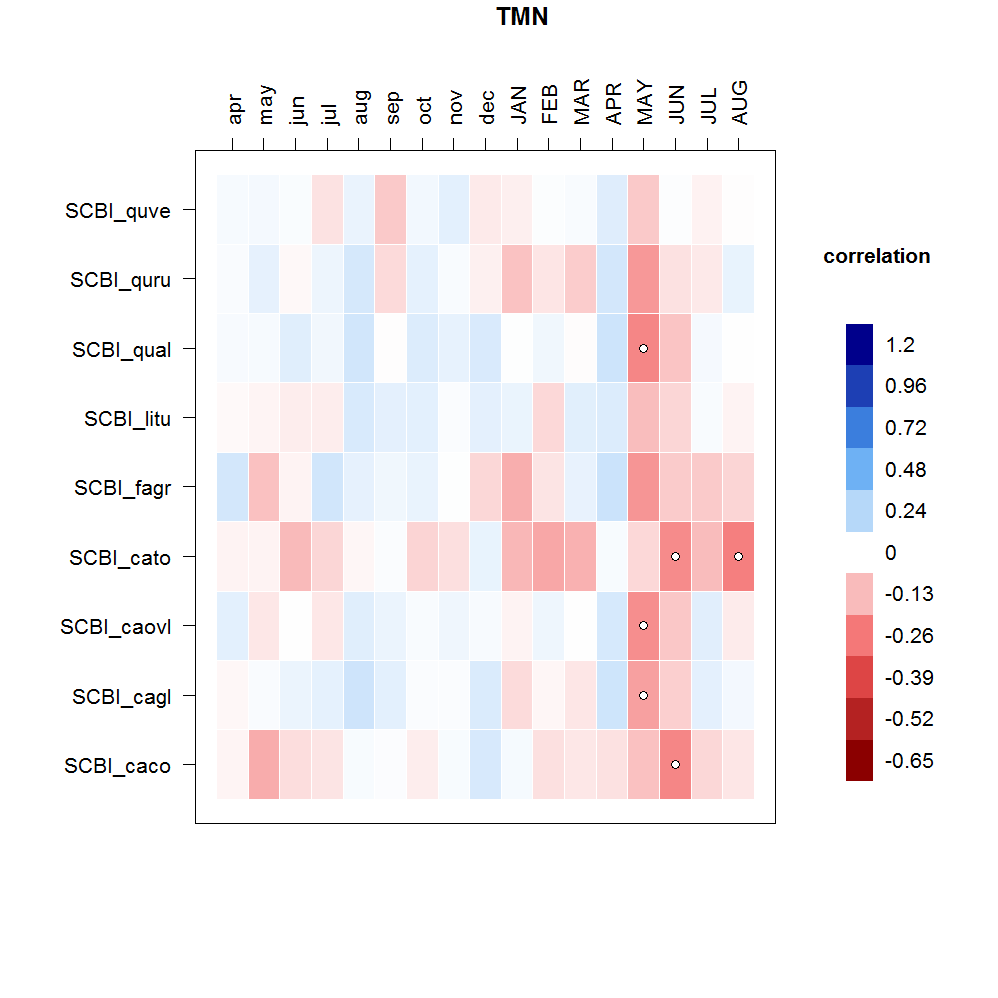 TMN
apr may jun jul aug sep oct nov dec JAN FEB MAR APR MAY JUN JUL AUG
SCBI_quve
SCBI_quru
SCBI_qual
SCBI_litu
SCBI_fagr
SCBI_cato
SCBI_caovl
SCBI_cagl
SCBI_caco
correlation
1.2
0.96
0.72
0.48
0.24
0
-0.13
-0.26
-0.39
-0.52
-0.65